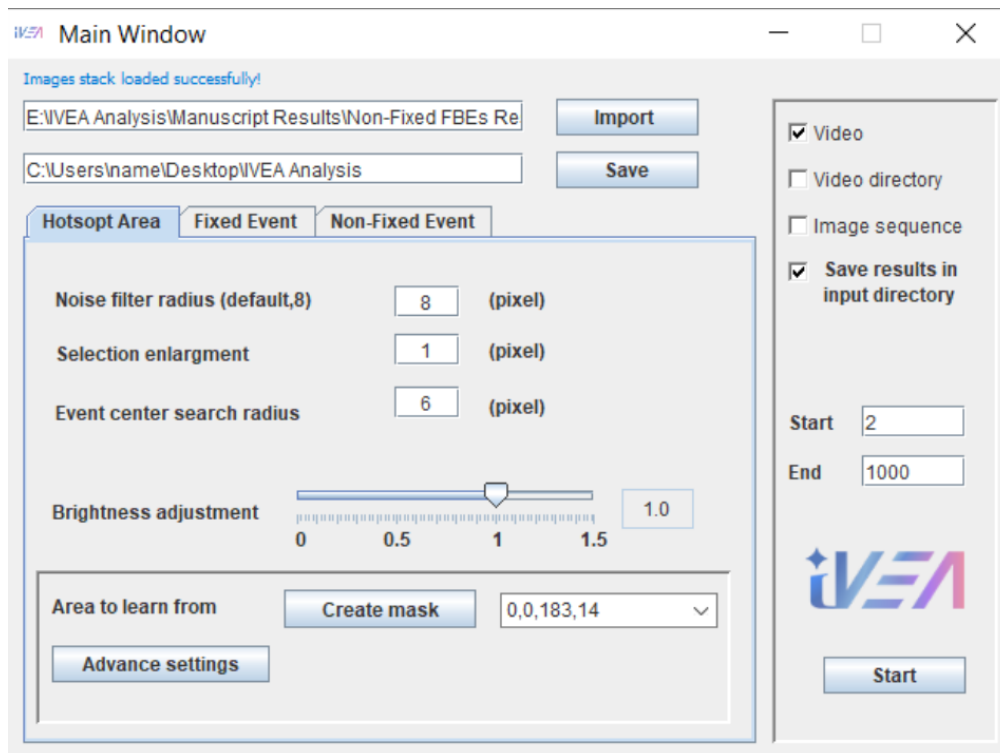 iVEA Main Window
Images stack loaded successfully!
E:\IVEA Analysis\Manuscript Results\Non-Fixed FBEs Re
Import
C:\Users\name\Desktop\IVEA Analysis
Save
Hotsopt Area
Fixed Event
Non-Fixed Event
Noise filter radius (default,8)
8
(pixel)
Selection enlargment
1
(pixel)
Event center search radius
6
(pixel)
Brightness adjustment
1.0
0 0.5 1 1.5
Area to learn from
Create mask
0,0,183,14
Advance settings
Video
Video directory
Image sequence
Save results in
input directory
Start
2
End
1000
iVEA
Start